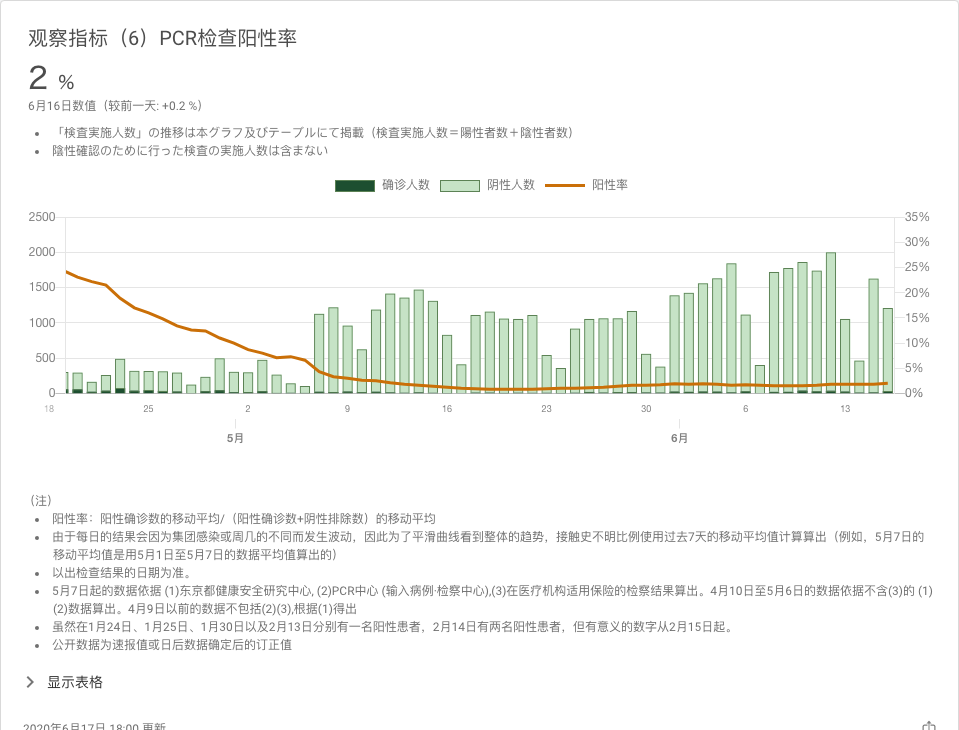 观察指标（6）PCR检查阳性率
2 %
6月16日数值（较前一天: +0.2 %）
「検査実施人数」の推移は本グラフ及びテーブルにて掲載（検査実施人数＝陽性者数＋陰性者数）
陰性確認のために行った検査の実施人数は含まない
确诊人数 阴性人数 阳性率
2500 35%
30%
2000
25%
1500 20%
15%
1000
10%
500
5%
0 0%
18 25 2 9 16 23 30 6 13
5月 6月
（注）
阳性率：阳性确诊数的移动平均/（阳性确诊数+阴性排除数）的移动平均
由于每日的结果会因为集团感染或周几的不同而发生波动，因此为了平滑曲线看到整体的趋势，接触史不明比例使用过去7天的移动平均值计算算出（例如，5月7日的
移动平均值是用5月1日至5月7日的数据平均值算出的）
以出检查结果的日期为准。
5月7日起的数据依据 (1)东京都健康安全研究中心, (2)PCR中心 (输入病例·检察中心),(3)在医疗机构适用保险的检察结果算出。4月10日至5月6日的数据依据不含(3)的 (1)
(2)数据算出。4月9日以前的数据不包括(2)(3),根据(1)得出
虽然在1月24日、1月25日、1月30日以及2月13日分别有一名阳性患者，2月14日有两名阳性患者，但有意义的数字从2月15日起。
公开数据为速报值或日后数据确定后的订正值
显示表格
2020年6月17日 18:00 更新